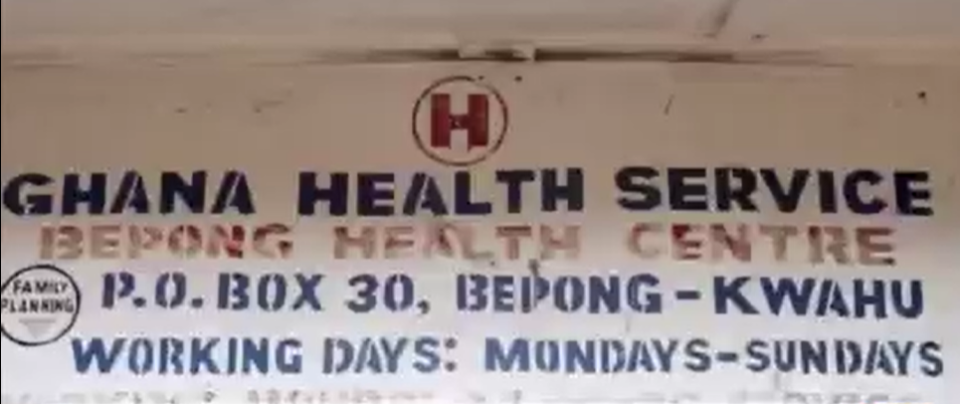 H
GHANA HEALTH SERVICE
BEPONG HEALTH CENTRE
FAMILY
PLANNING
P.O. BOX 30, BEPONG - KWAHU
WORKING DAYS: MONDAYS-SUNDAYS